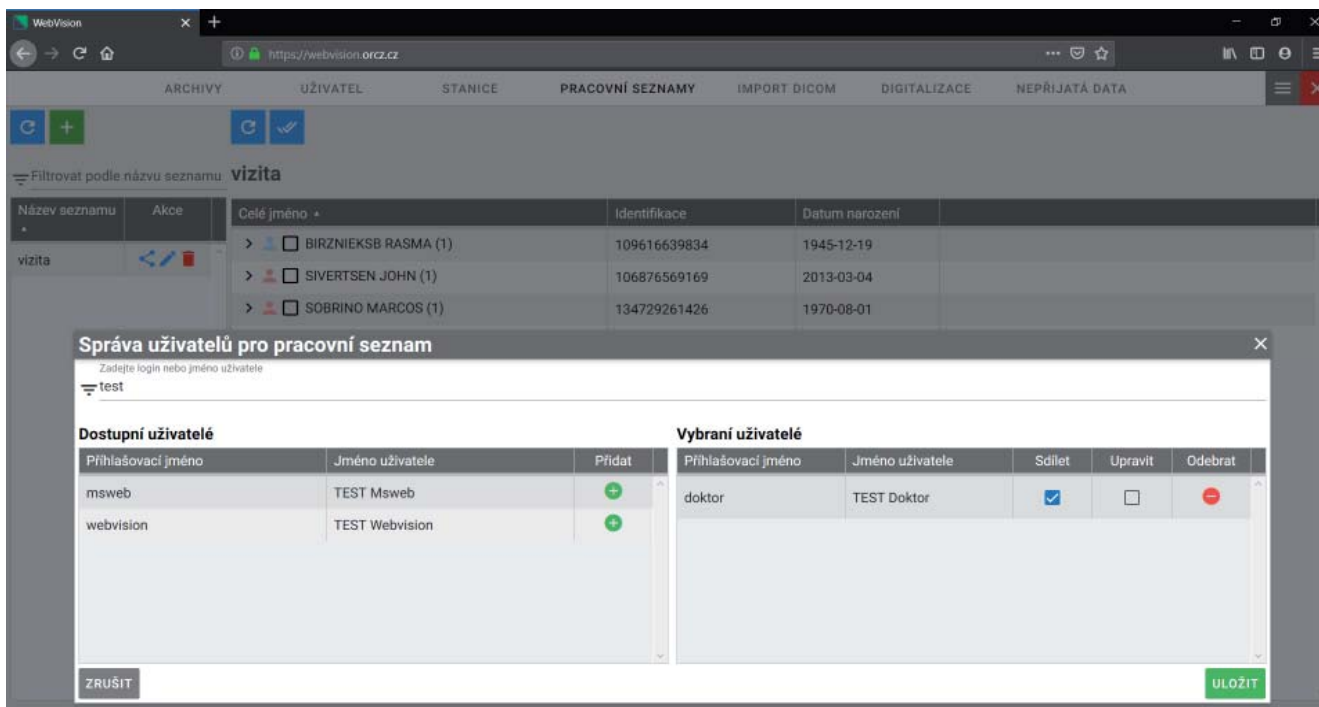 WebVision
https://webvision.orcz.cz
ARCHIVY UŽIVATEL STANICE PRACOVNÍ SEZNAMY IMPORT DICOM DIGITALIZACE NEPŘIJATÁ DATA
Filtrovat podle názvu seznamu
vizita
Název seznamu Akce
vizita
Celé jméno Identifikace Datum narození
BIRZNIEKSB RASMA (1) 109616639834 1945-12-19
SIVERTSEN JOHN (1) 106876569169 2013-03-04
SOBRINO MARCOS (1) 134729261426 1970-08-01
Správa uživatelů pro pracovní seznam
Zadejte login nebo jméno uživatele
test
Dostupní uživatelé
Přihlašovací jméno Jméno uživatele Přidat
msweb TEST Msweb
webvision TEST Webvision
Vybraní uživatelé
Přihlašovací jméno Jméno uživatele Sdílet Upravit Odebrat
doktor TEST Doktor
ZRUŠIT
ULOŽIT